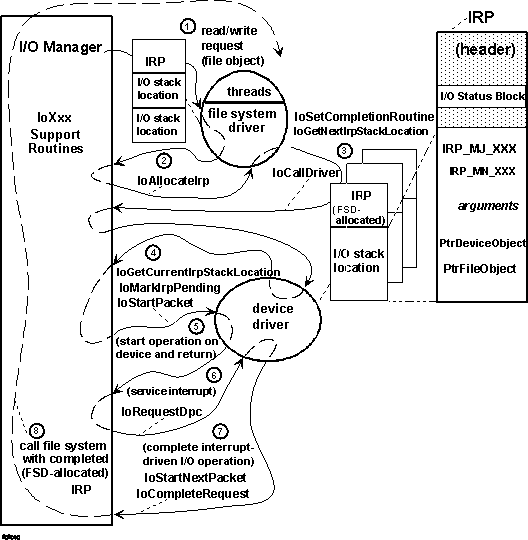 I/O Manager
IoXxx
Support
Routines
1
read/write
request
(file object)
IRP
I/O stack
location
I/O stack
location
threads
file system
driver
2
IoAllocateIrp
IoSetCompletionRoutine
IoGetNextIrpStackLocation
IoCallDriver
3
IRP
(FSD-
allocated)
I/O stack
location
IRP
(header)
I/O Status Block
IRP_MJ_XXX
IRP_MN_XXX
arguments
PtrDeviceObject
PtrFileObject
4
IoGetCurrentIrpStackLocation
IoMarkIrpPending
IoStartPacket
device
driver
5
(start operation on
device and return)
6
(service interrupt)
IoRequestDpc
7
(complete interrupt-
driven I/O operation)
IoStartNextPacket
IoCompleteRequest
8
call file system
with completed
(FSD-allocated)
IRP